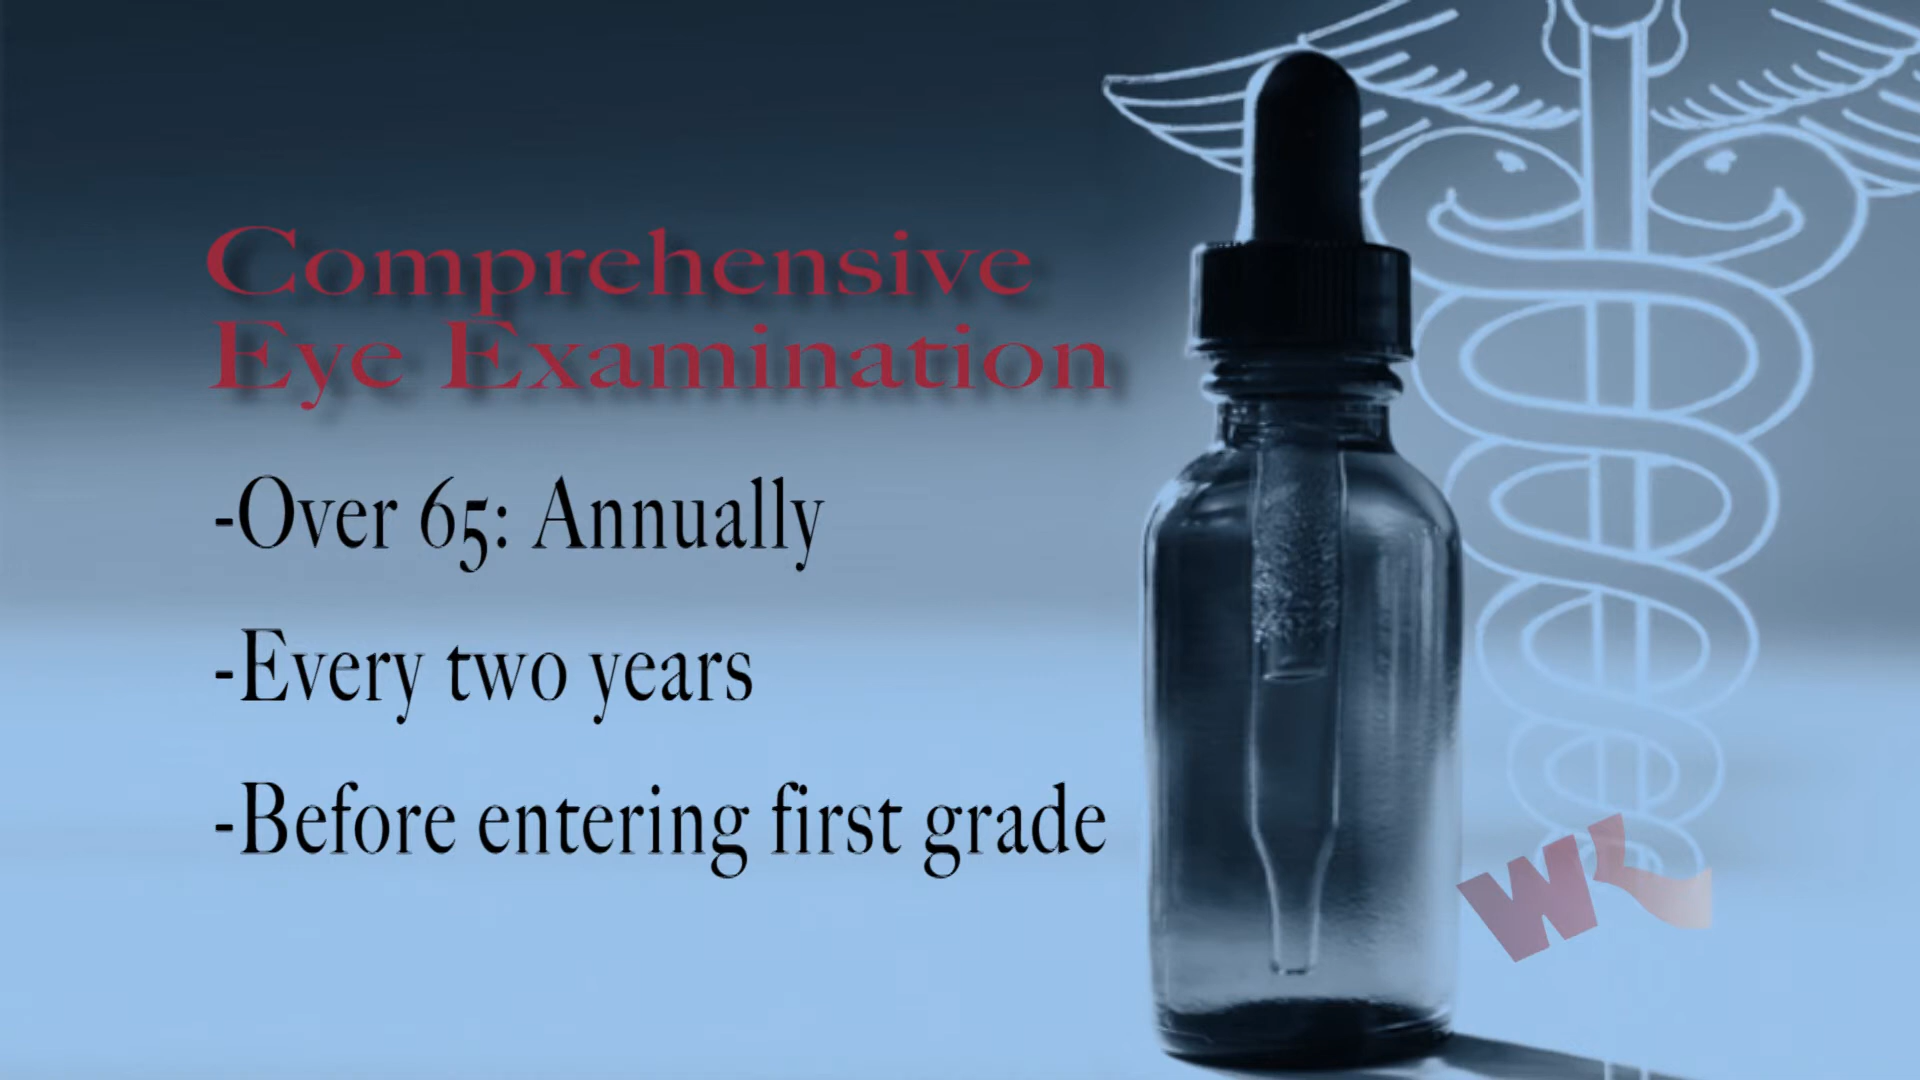 Comprehensive
Eye Examination
-Over 65: Annually
-Every two years
-Before entering first grade